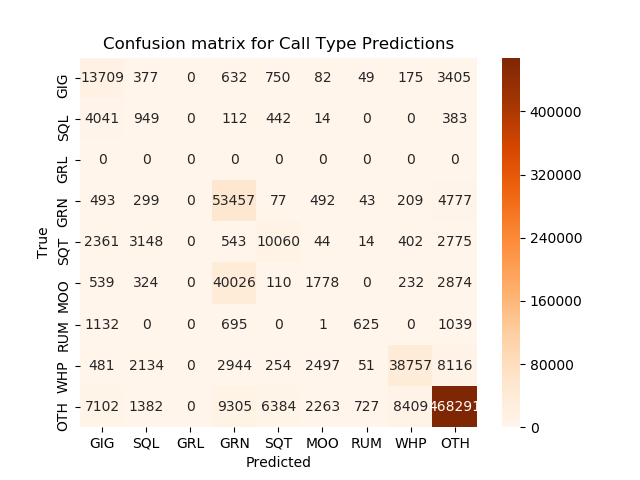 Confusion matrix for Call Type Predictions
GIG 13709 377 0 632 750 82 49 175 3405
SQL 4041 949 0 112 442 14 0 0 383
GRL 0 0 0 0 0 0 0 0 0
GRN 493 299 0 53457 77 492 43 209 4777
SQT 2361 3148 0 543 10060 44 14 402 2775
MOO 539 324 0 40026 110 1778 0 232 2874
RUM 1132 0 0 695 0 1 625 0 1039
WHP 481 2134 0 2944 254 2497 51 38757 8116
OTH 7102 1382 0 9305 6384 2263 727 8409 468291
GIG SQL GRL GRN SQT MOO RUM WHP OTH
Predicted
True
400000
320000
240000
160000
80000
0